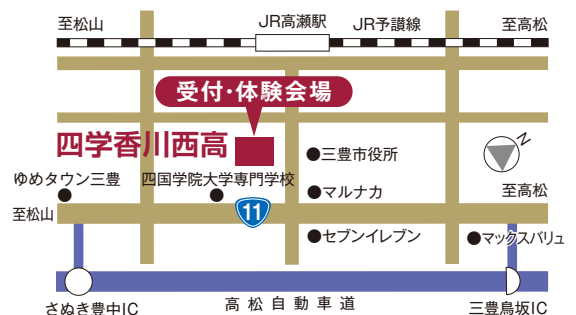 至松山
JR高瀬駅
JR予讃線
至高松
受付・体験会場
四学香川西高
三豊市役所
N
ゆめタウン三豊
四国学院大学専門学校
マルナカ
至高松
至松山
11
セブンイレブン
マックスバリュ
さぬき豊中IC
高松自動車道
三豊鳥坂IC